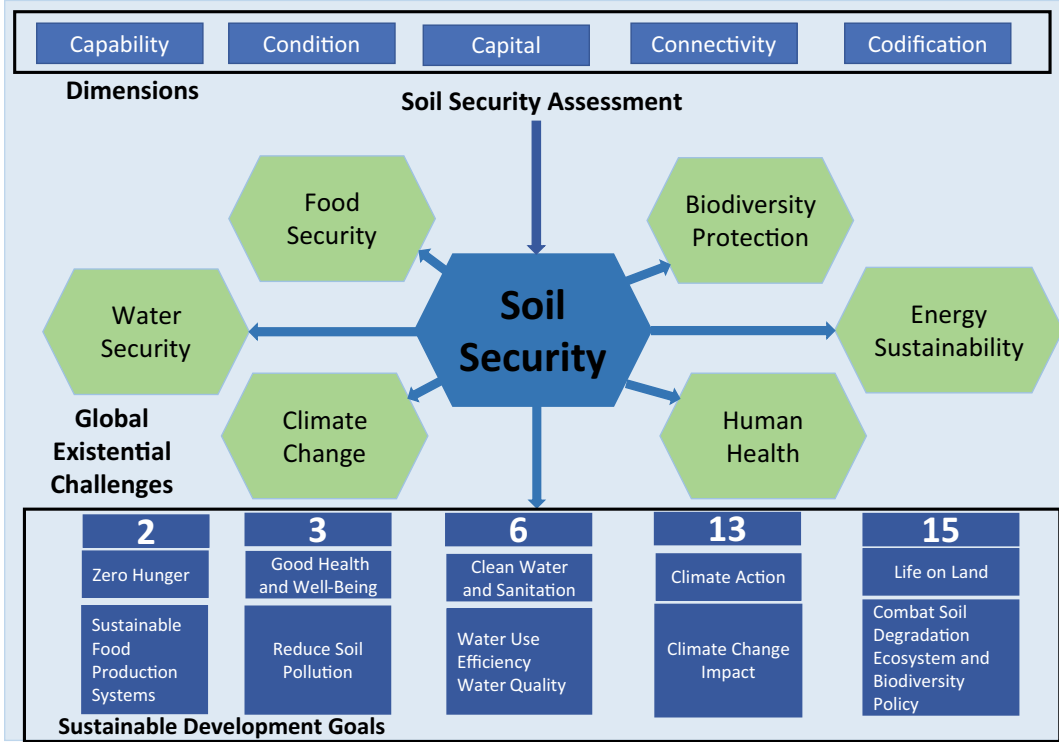 Capability
Condition
Capital
Connectivity
Codification
Dimensions
Soil Security Assessment
Food
Security
Biodiversity
Protection
Water
Security
Soil
Security
Energy
Sustainability
Climate
Change
Human
Health
Global
Existential
Challenges
2
3
6
13
15
Zero Hunger
Good Health
and Well-Being
Clean Water
and Sanitation
Climate Action
Life on Land
Sustainable
Food
Production
Systems
Reduce Soil
Pollution
Water Use
Efficiency
Water Quality
Climate Change
Impact
Combat Soil
Degradation
Ecosystem and
Biodiversity
Policy
Sustainable Development Goals